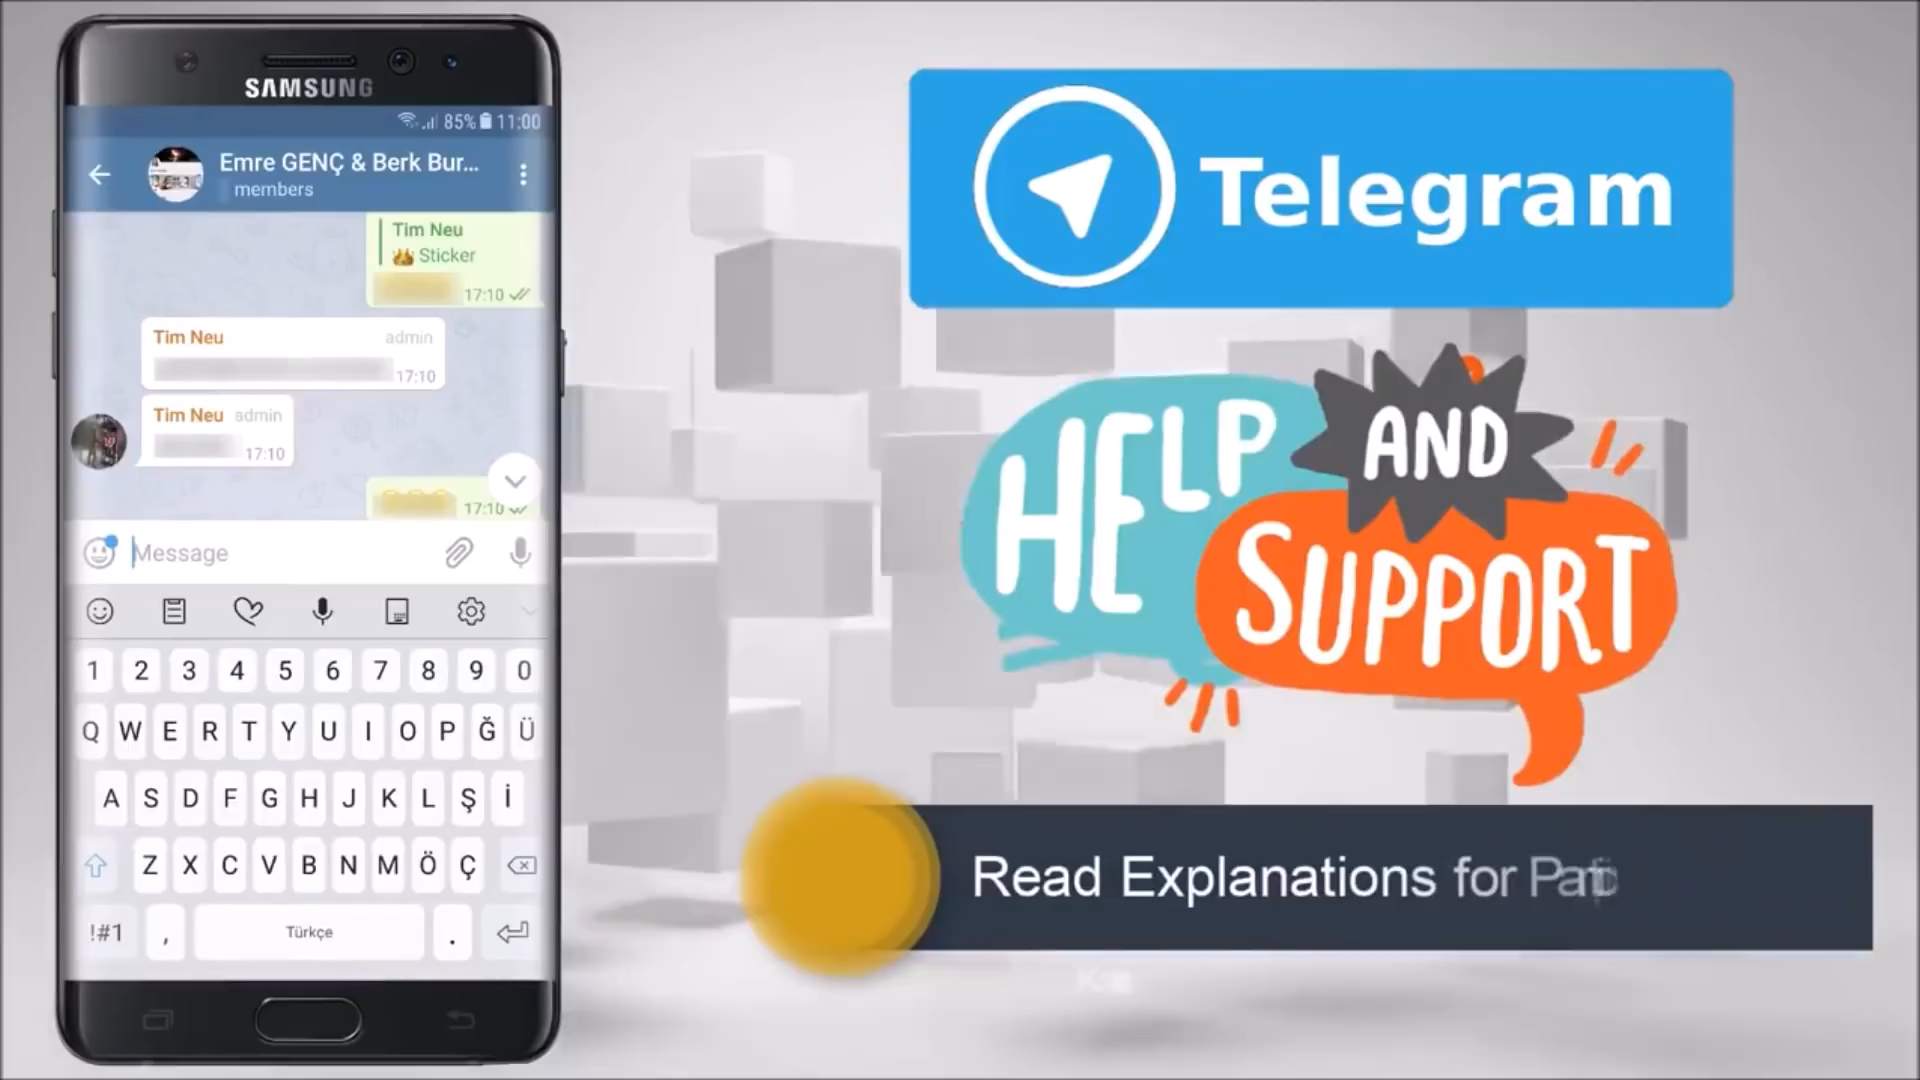 SAMSUNG
85% 11:00
Emre GENÇ & Berk Bur...
members
Tim Neu
Sticker
17:10
Tim Neu admin
17:10
Tim Neu admin
17:10
17:10
Message
1 2 3 4 5 6 7 8 9 0
Q W E R T Y U I O P Ğ Ü
A S D F G H J K L Ş İ
Z X C V B N M Ö Ç
!#1 , Türkçe .
Telegram
HELP
AND
SUPPORT
Read Explanations for